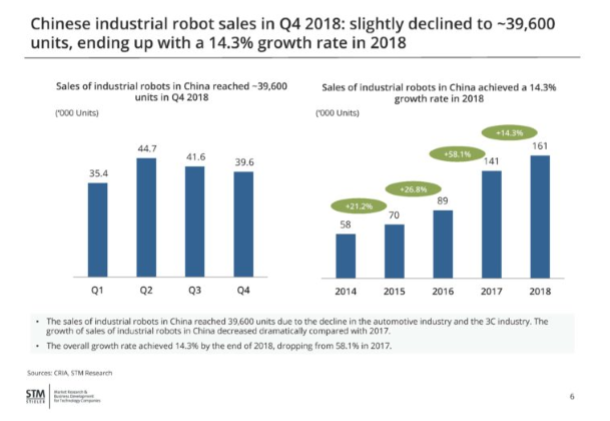 Chinese industrial robot sales in Q4 2018: slightly declined to ~39,600
units, ending up with a 14.3% growth rate in 2018
Sales of industrial robots in China reached ~39,600
units in Q4 2018
('000 Units)
35.4
44.7
41.6
39.6
Q1
Q2
Q3
Q4
Sales of industrial robots in China achieved a 14.3%
growth rate in 2018
('000 Units)
+21.2%
+26.8%
+58.1%
+14.3%
58
70
89
141
161
2014
2015
2016
2017
2018
• The sales of industrial robots in China reached 39,600 units due to the decline in the automotive industry and the 3C industry. The
growth of sales of industrial robots in China decreased dramatically compared with 2017.
• The overall growth rate achieved 14.3% by the end of 2018, dropping from 58.1% in 2017.
Sources: CRIA, STM Research
STM
STIELER
Market Research &
Business Development
for Technology Companies
6